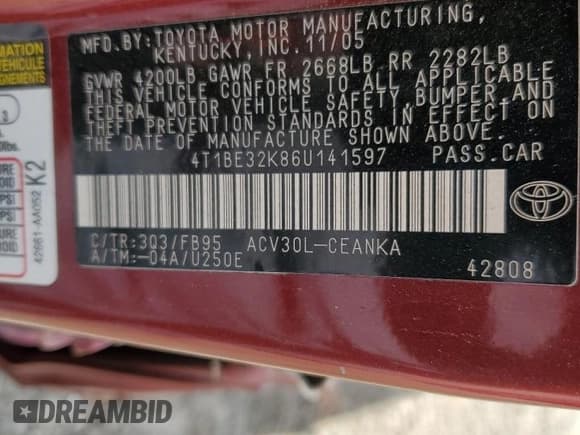 MFD. BY: TOYOTA MOTOR MANUFACTURING,
KENTUCKY, INC. 11/05
GVWR 4200LB GAWR FR 2668LB RR 2282LB
THIS VEHICLE CONFORMS TO ALL APPLICABLE
FEDERAL MOTOR VEHICLE SAFETY, BUMPER AND
THEFT PREVENTION STANDARDS IN EFFECT ON
THE DATE OF MANUFACTURE SHOWN ABOVE.
4T1BE32K86U141597 PASS.CAR
C/TR:3Q3/FB95 ACV30L-CEANKA
A/TM:-04A/U250E
42808
42661-AA052 K2
DREAMBID